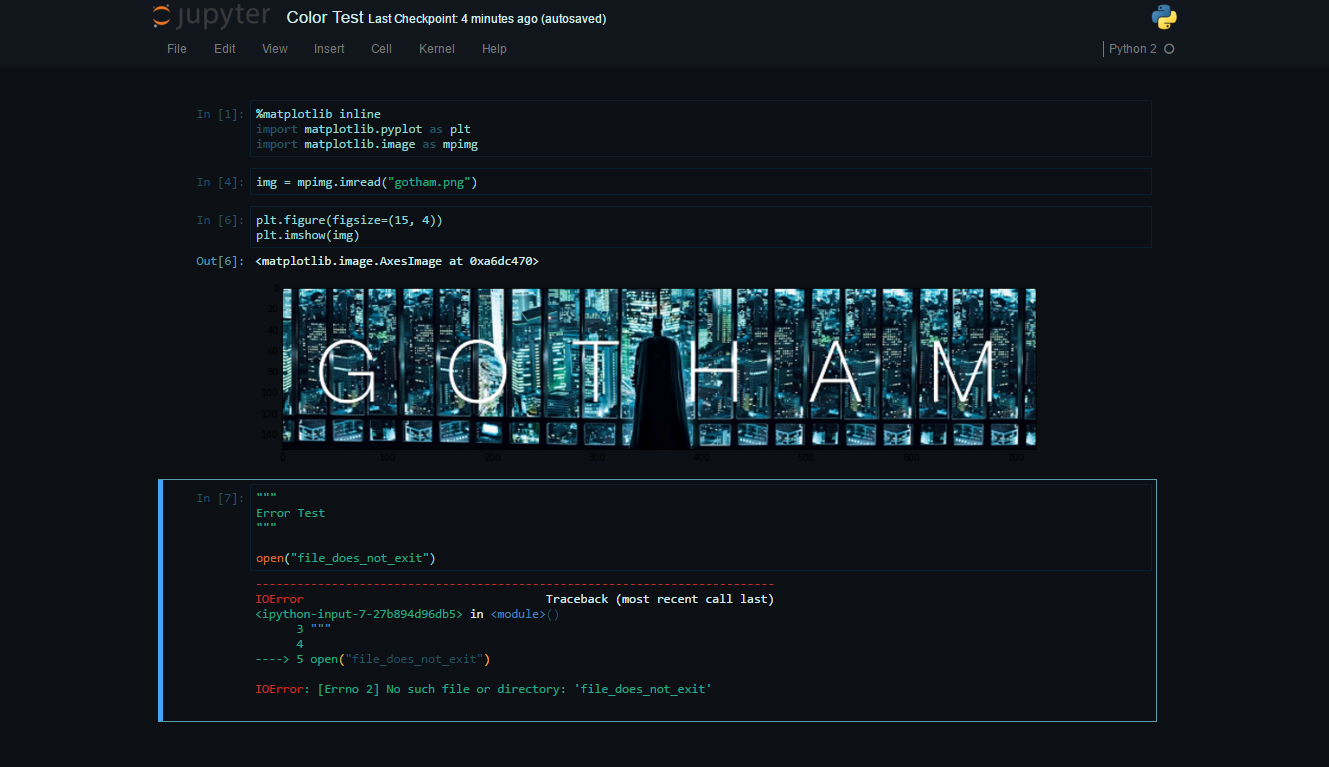 jupyter Color Test Last Checkpoint: 4 minutes ago (autosaved)
File Edit View Insert Cell Kernel Help Python 2
In [1]: %matplotlib inline
import matplotlib.pyplot as plt
import matplotlib.image as mpimg
In [4]: img = mpimg.imread("gotham.png")
In [6]: plt.figure(figsize=(15, 4))
plt.imshow(img)
Out[6]: <matplotlib.image.AxesImage at 0xa6dc470>
0
20
40
60
80
100
120
140
GOTHAM
0 100 200 300 400 500 600 700
In [7]: """
Error Test
"""
open("file_does_not_exit")
---------------------------------------------------------------------------
IOError Traceback (most recent call last)
<ipython-input-7-27b894d96db5> in <module>()
3 """
4
----> 5 open("file_does_not_exit")
IOError: [Errno 2] No such file or directory: 'file_does_not_exit'